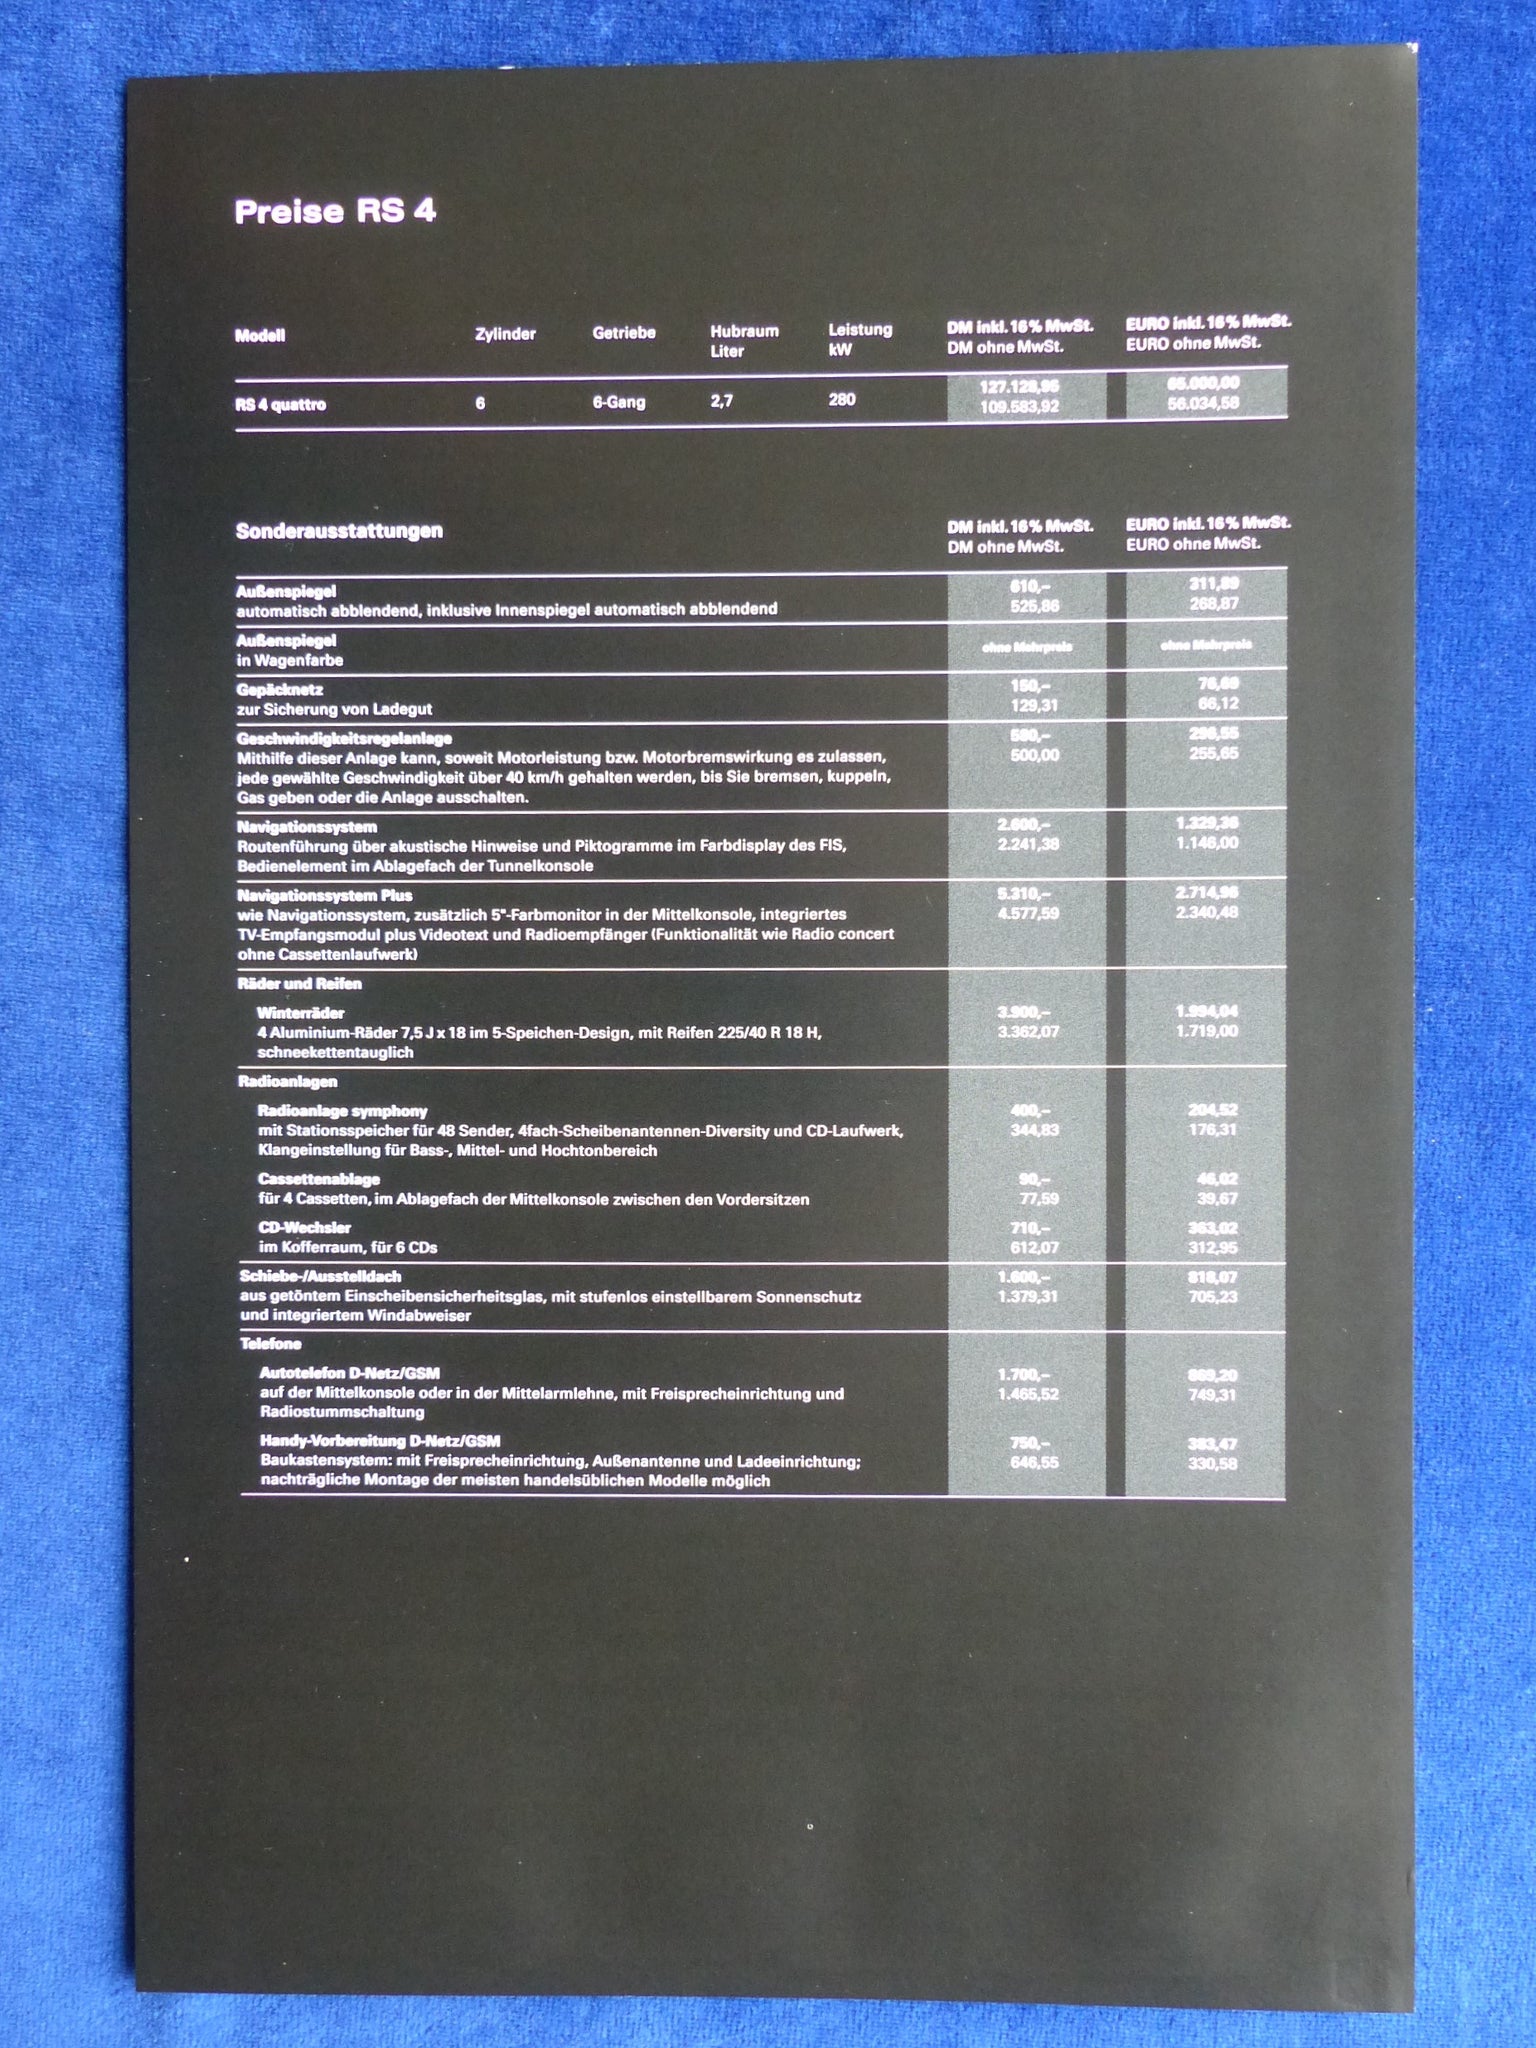 Preise RS 4
Modell Zylinder Getriebe Hubraum Leistung DM inkl. 16% MwSt. EURO inkl. 16% MwSt.
Liter kW DM ohne MwSt. EURO ohne MwSt.
127.128,95 65.000,00
RS 4 quattro 6 6-Gang 2,7 280 109.583,92 56.034,58
Sonderausstattungen DM inkl. 16% MwSt. EURO inkl. 16% MwSt.
DM ohne MwSt. EURO ohne MwSt.
Außenspiegel 610,– 311,89
automatisch abblendend, inklusive Innenspiegel automatisch abblendend 525,86 268,87
Außenspiegel ohne Mehrpreis ohne Mehrpreis
in Wagenfarbe
Gepäcknetz 150,– 76,69
zur Sicherung von Ladegut 129,31 66,12
Geschwindigkeitsregelanlage 580,– 296,55
Mithilfe dieser Anlage kann, soweit Motorleistung bzw. Motorbremswirkung es zulassen, 500,00 255,65
jede gewählte Geschwindigkeit über 40 km/h gehalten werden, bis Sie bremsen, kuppeln,
Gas geben oder die Anlage ausschalten.
Navigationssystem 2.600,– 1.329,36
Routenführung über akustische Hinweise und Piktogramme im Farbdisplay des FIS, 2.241,38 1.146,00
Bedienelement im Ablagefach der Tunnelkonsole
Navigationssystem Plus 5.310,– 2.714,96
wie Navigationssystem, zusätzlich 5"-Farbmonitor in der Mittelkonsole, integriertes 4.577,59 2.340,48
TV-Empfangsmodul plus Videotext und Radioempfänger (Funktionalität wie Radio concert
ohne Cassettenlaufwerk)
Räder und Reifen
Winterräder 3.900,– 1.994,04
4 Aluminium-Räder 7,5 J x 18 im 5-Speichen-Design, mit Reifen 225/40 R 18 H, 3.362,07 1.719,00
schneekettentauglich
Radioanlagen
Radioanlage symphony 400,– 204,52
mit Stationsspeicher für 48 Sender, 4fach-Scheibenantennen-Diversity und CD-Laufwerk, 344,83 176,31
Klangeinstellung für Bass-, Mittel- und Hochtonbereich
Cassettenablage 90,– 46,02
für 4 Cassetten, im Ablagefach der Mittelkonsole zwischen den Vordersitzen 77,59 39,67
CD-Wechsler 710,– 363,02
im Kofferraum, für 6 CDs 612,07 312,95
Schiebe-/Ausstelldach 1.600,– 818,07
aus getöntem Einscheibensicherheitsglas, mit stufenlos einstellbarem Sonnenschutz 1.379,31 705,23
und integriertem Windabweiser
Telefone
Autotelefon D-Netz/GSM 1.700,– 869,20
auf der Mittelkonsole oder in der Mittelarmlehne, mit Freisprecheinrichtung und 1.465,52 749,31
Radiostummschaltung
Handy-Vorbereitung D-Netz/GSM 750,– 383,47
Baukastensystem: mit Freisprecheinrichtung, Außenantenne und Ladeeinrichtung; 646,55 330,58
nachträgliche Montage der meisten handelsüblichen Modelle möglich